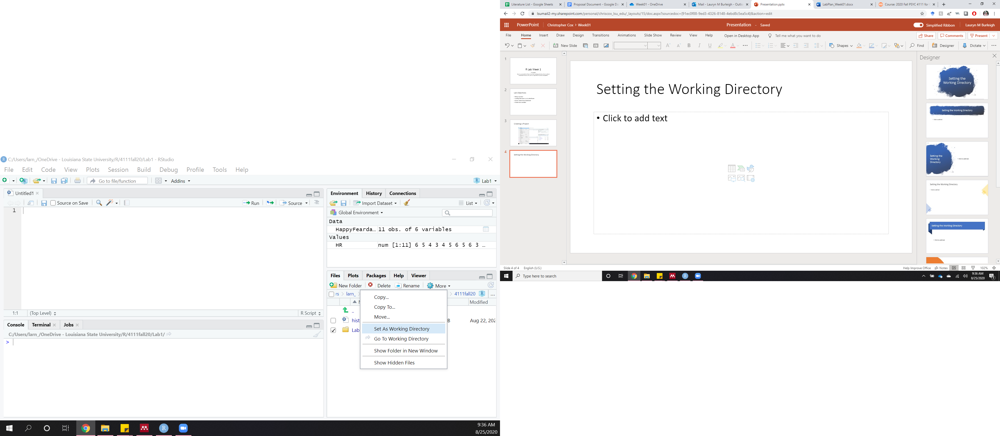 C:/Users/larn_/OneDrive - Louisiana State University/R/4111fall20/Lab1 - RStudio
File Edit Code View Plots Session Build Debug Profile Tools Help
Go to file/function Addins Lab1
Untitled1
Source on Save Run Source
1
1:1 (Top Level) R Script
Console Terminal Jobs
C:/Users/larn_/OneDrive - Louisiana State University/R/4111fall20/Lab1/
>
Environment History Connections
Import Dataset List
Global Environment
Data
HappyFearda… 11 obs. of 6 variables
Values
HR num [1:11] 6 5 4 3 4 5 6 5 6 3 …
Files Plots Packages Help Viewer
New Folder Delete Rename More
rs larn_ 4111fall20 ...
Modified
..
hist B Aug 22, 202
Lab
Copy...
Copy To...
Move...
Set As Working Directory
Go To Working Directory
Show Folder in New Window
Show Hidden Files
9:36 AM
8/25/2020
Literature List - Google Sheets Proposal Document - Google Do Week01 - OneDrive Mail - Lauryn M Burleigh - Outlo Presentation.pptx LabPlan_Week01.docx Course: 2020 Fall PSYC 4111 for
lsumail2-my.sharepoint.com/personal/chriscox_lsu_edu/_layouts/15/doc.aspx?sourcedoc={91ec0f88-9ed3-4326-8148-4ebd8c5ea5c4}&action=edit
PowerPoint Christopher Cox > Week01 Presentation - Saved Simplified Ribbon Lauryn M Burleigh
File Home Insert Draw Design Transitions Animations Slide Show Review View Help Open in Desktop App Tell me what you want to do Share Comments Present
New Slide A A B I U A Shapes Find Designer Dictate
1
R Lab Week 1
2
Lab Objectives
3
Creating a Project
4
Setting the Working Directory
Setting the Working Directory
• Click to add text
Designer
Setting the
Working Directory
Setting the Working Directory
• Click to add text
Setting the
Working
Directory
• Click to add text
Setting the Working Directory
• Click to add text
Setting the Working Directory
• Click to add text
Slide 4 of 4 English (U.S.) Help Improve Office Notes 102%
Type here to search
9:36 AM
8/25/2020
1